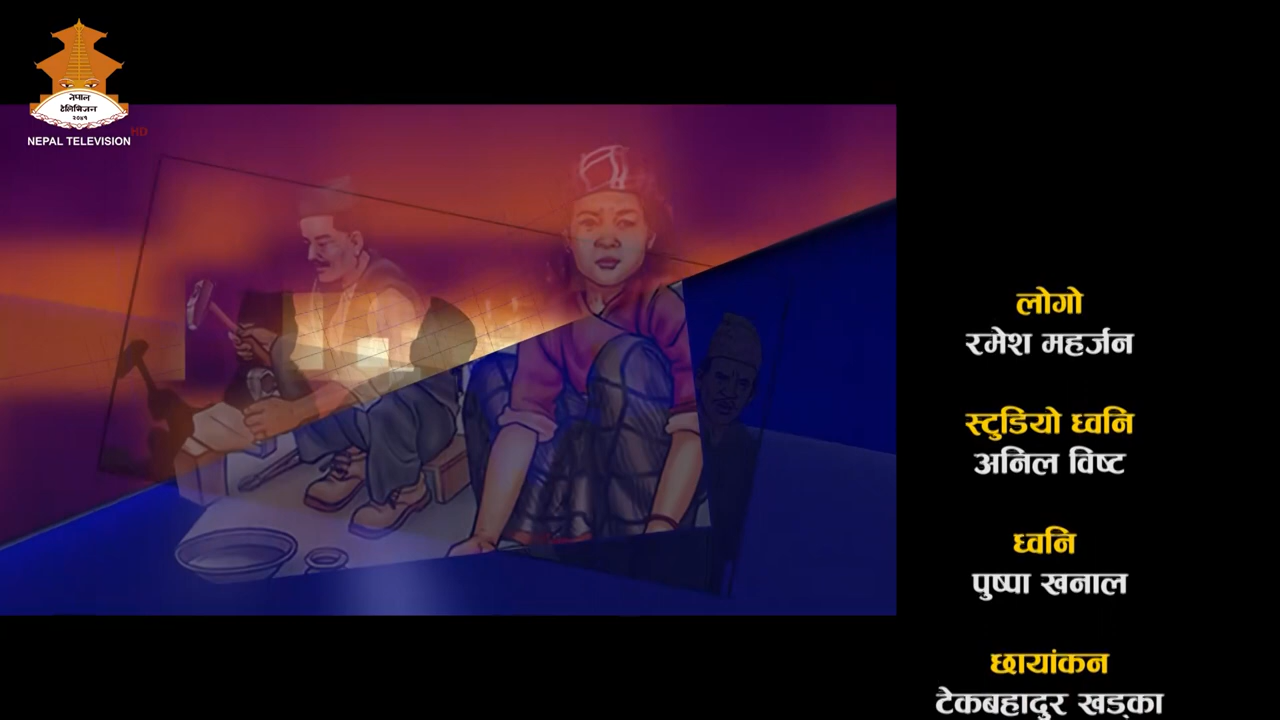 नेपाल
टेलिभिजन
२०४१
NEPAL TELEVISION
HD
लोगो
रमेश महर्जन
स्टुडियो ध्वनि
अनिल विष्ट
ध्वनि
पुष्पा खनाल
छायांकन
टेकबहादुर खड्का